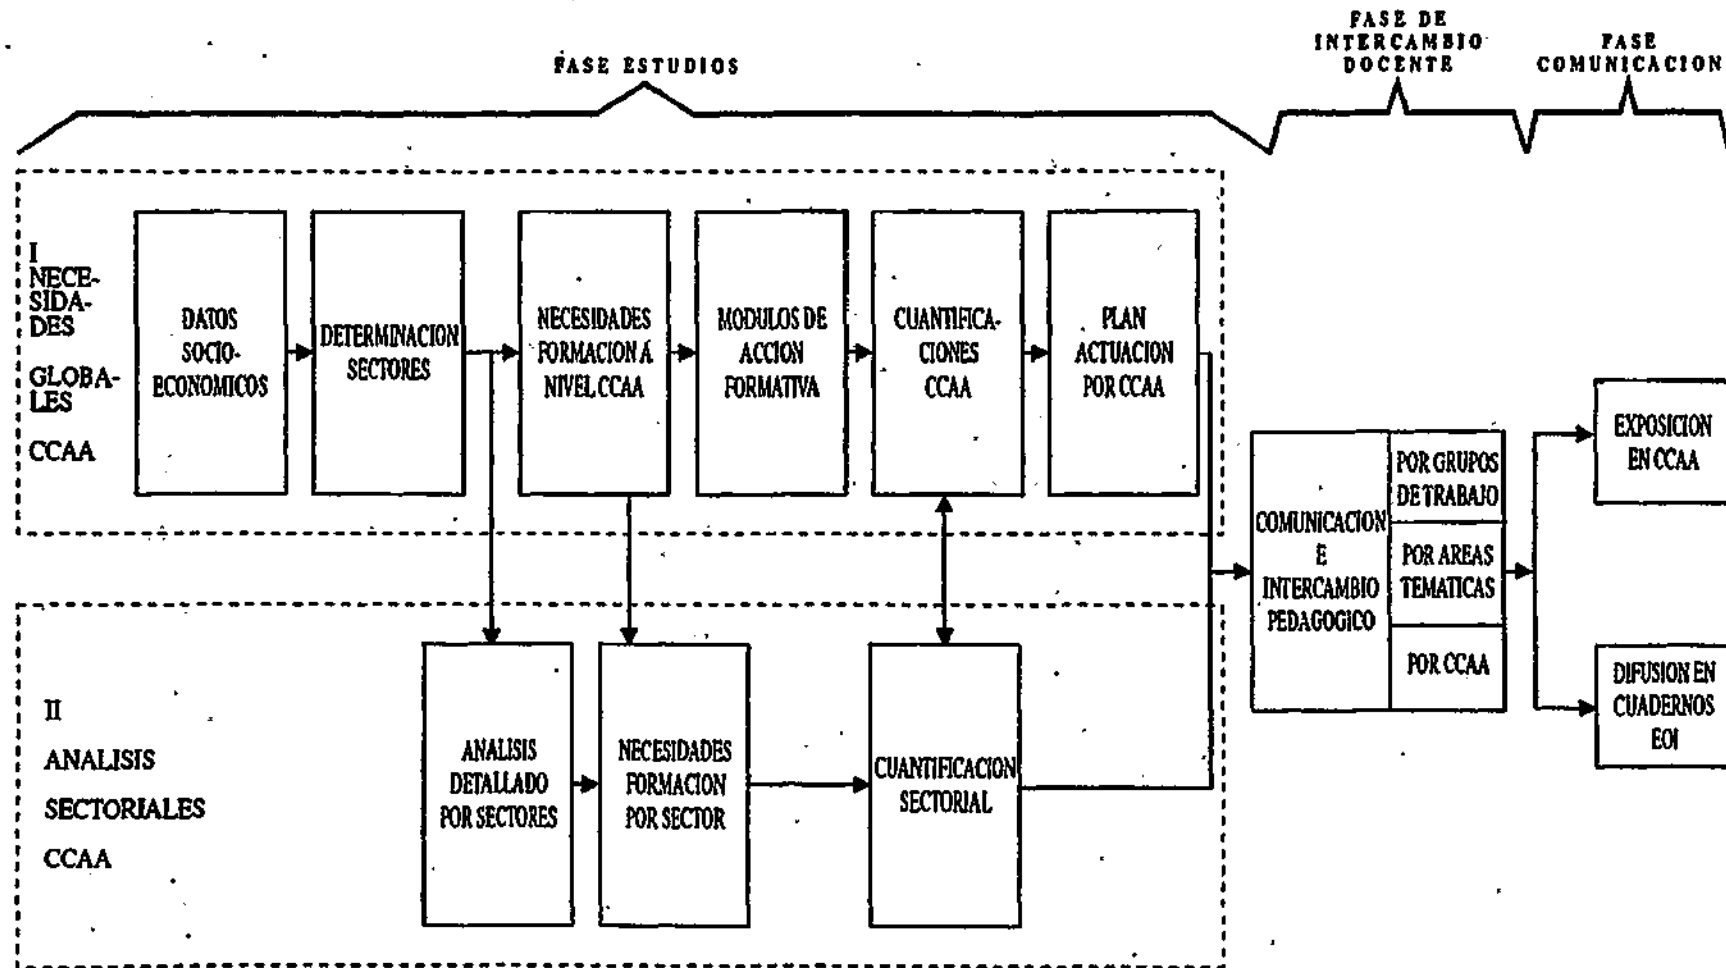 FASE ESTUDIOS
FASE DE
INTERCAMBIO
DOCENTE
FASE
COMUNICACION
I
NECE-
SIDA-
DES
GLOBA-
LES
CCAA
DATOS
SOCIO-
ECONOMICOS
DETERMINACION
SECTORES
NECESIDADES
FORMACION A
NIVEL CCAA
MODULOS DE
ACCION
FORMATIVA
CUANTIFICA-
CIONES
CCAA
PLAN
ACTUACION
POR CCAA
II
ANALISIS
SECTORIALES
CCAA
ANALISIS
DETALLADO
POR SECTORES
NECESIDADES
FORMACION
POR SECTOR
CUANTIFICACION
SECTORIAL
COMUNICACION
E
INTERCAMBIO
PEDAGOGICO
POR GRUPOS
DE TRABAJO
POR AREAS
TEMATICAS
POR CCAA
EXPOSICION
EN CCAA
DIFUSION EN
CUADERNOS
EOI